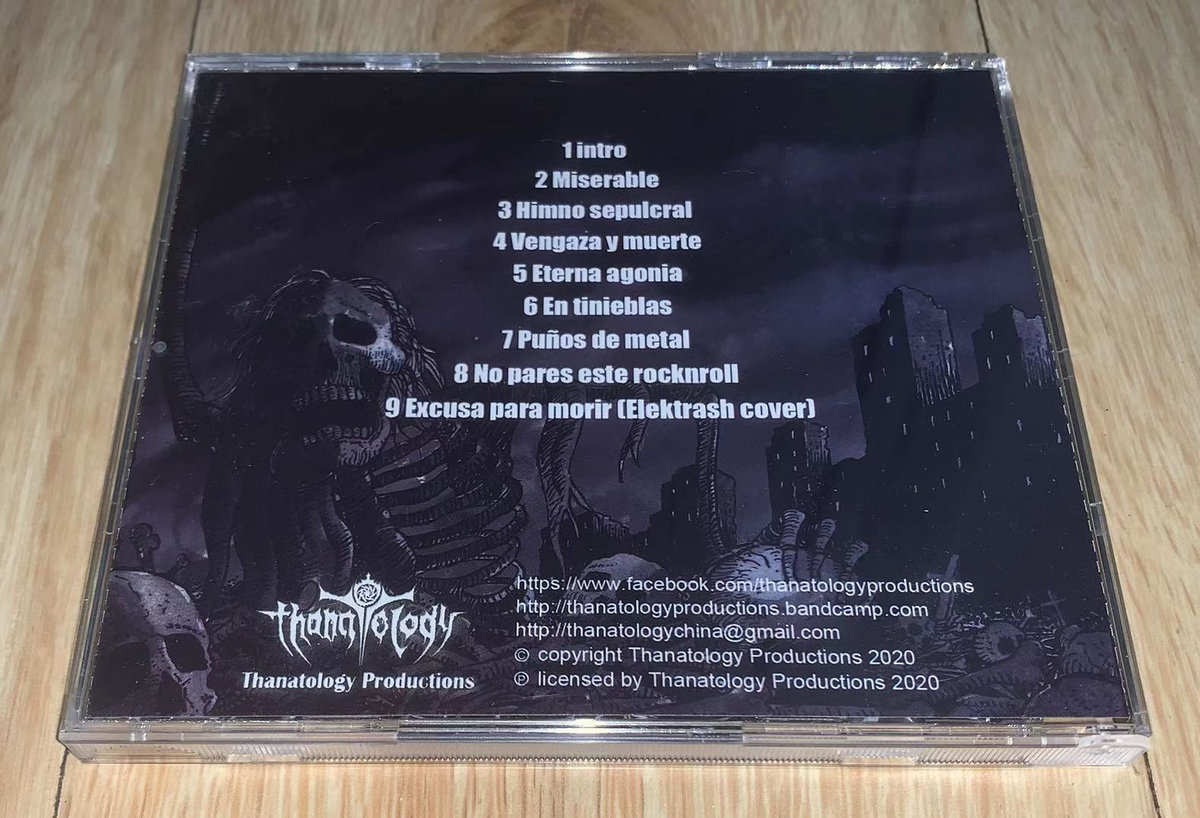 1 intro
2 Miserable
3 Himno sepulcral
4 Vengaza y muerte
5 Eterna agonia
6 En tinieblas
7 Puños de metal
8 No pares este rocknroll
9 Excusa para morir (Elektrash cover)
thanatology
Thanatology Productions
https://www.facebook.com/thanatologyproductions
http://thanatologyproductions.bandcamp.com
http://thanatologychina@gmail.com
© copyright Thanatology Productions 2020
℗ licensed by Thanatology Productions 2020